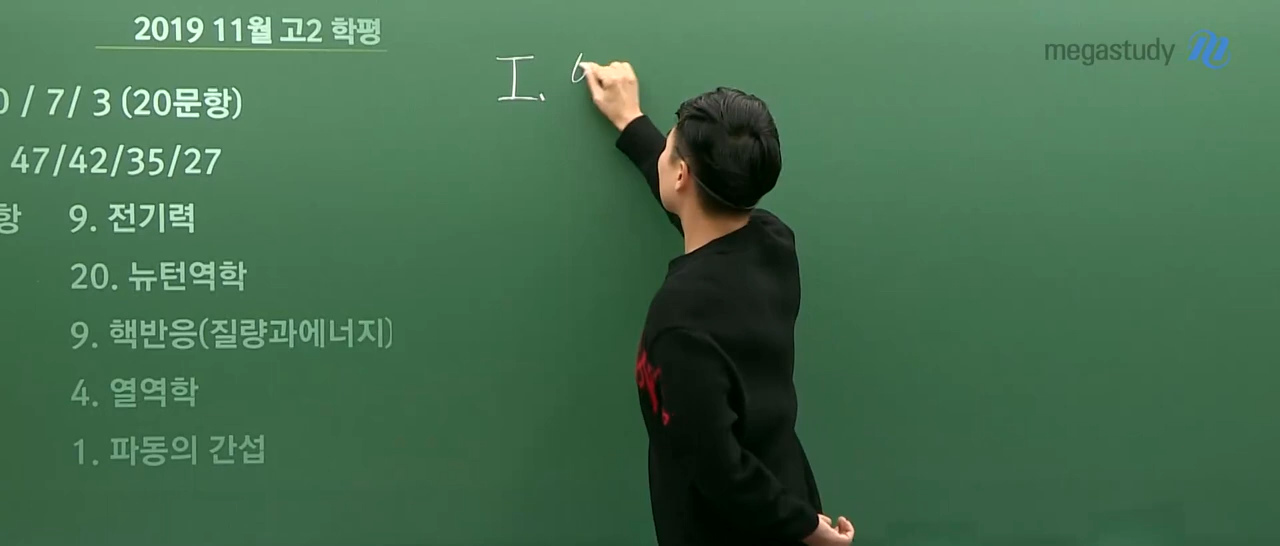 2019 11월 고2 학평
megastudy
0 / 7/ 3 (20문항)
47/42/35/27
항 9. 전기력
20. 뉴턴역학
9. 핵반응(질량과에너지)
4. 열역학
1. 파동의 간섭
I.